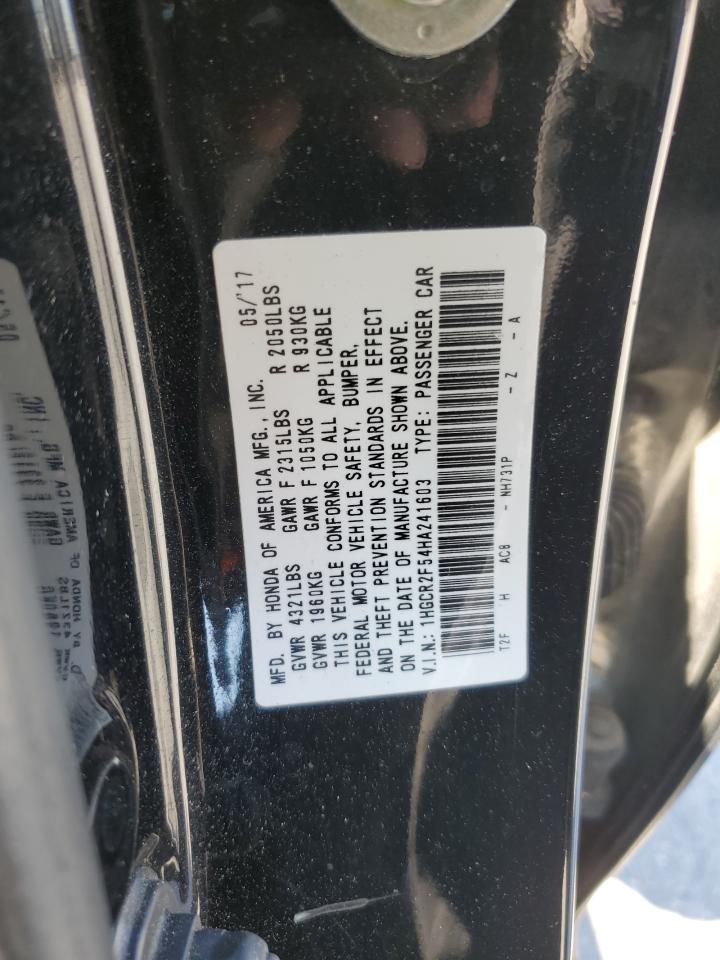 MFD. BY HONDA OF AMERICA MFG., INC. 05/'17
GVWR 4321LBS GAWR F 2315LBS R 2050LBS
GVWR 1960KG GAWR F 1050KG R 930KG
THIS VEHICLE CONFORMS TO ALL APPLICABLE
FEDERAL MOTOR VEHICLE SAFETY, BUMPER,
AND THEFT PREVENTION STANDARDS IN EFFECT
ON THE DATE OF MANUFACTURE SHOWN ABOVE.
V.I.N.: 1HGCR2F54HA241603 TYPE: PASSENGER CAR
T2F H AC8 - NH731P - Z - A